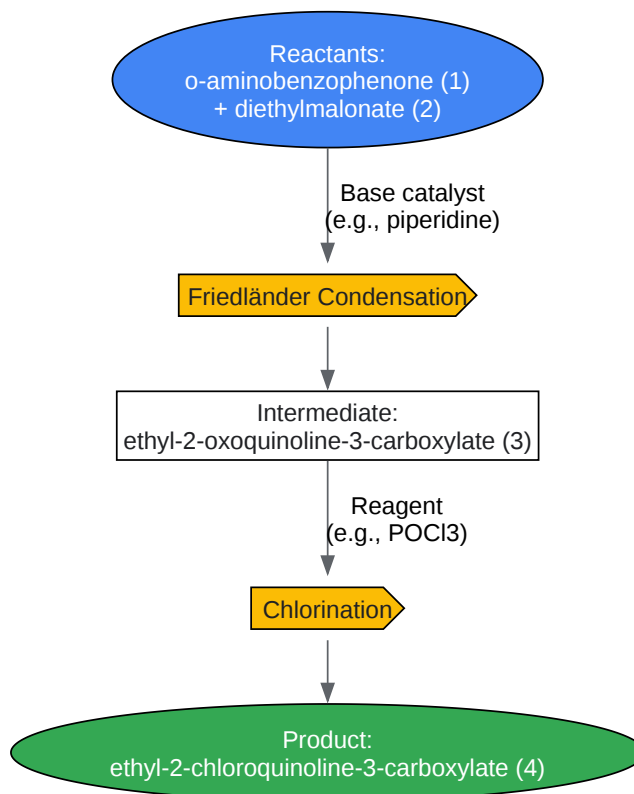 Reactants:
o-aminobenzophenone (1)
+ diethylmalonate (2)
Base catalyst
(e.g., piperidine)
Friedländer Condensation
Intermediate:
ethyl-2-oxoquinoline-3-carboxylate (3)
Reagent
(e.g., POCl3)
Chlorination
Product:
ethyl-2-chloroquinoline-3-carboxylate (4)